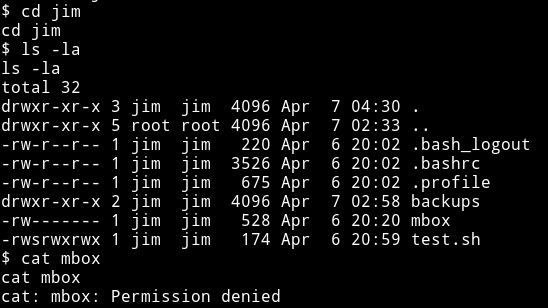 $ cd jim
cd jim
$ ls -la
ls -la
total 32
drwxr-xr-x 3 jim  jim  4096 Apr  7 04:30 .
drwxr-xr-x 5 root root 4096 Apr  7 02:33 ..
-rw-r--r-- 1 jim  jim   220 Apr  6 20:02 .bash_logout
-rw-r--r-- 1 jim  jim  3526 Apr  6 20:02 .bashrc
-rw-r--r-- 1 jim  jim   675 Apr  6 20:02 .profile
drwxr-xr-x 2 jim  jim  4096 Apr  7 02:58 backups
-rw------- 1 jim  jim   528 Apr  6 20:20 mbox
-rwsrwxrwx 1 jim  jim   174 Apr  6 20:59 test.sh
$ cat mbox
cat mbox
cat: mbox: Permission denied